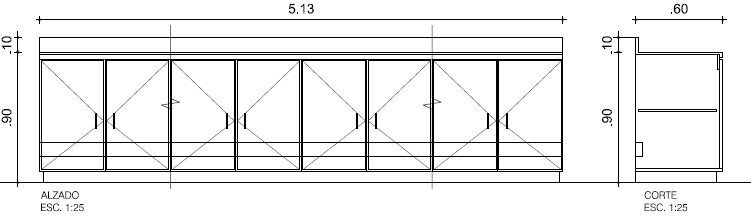 5.13
.60
.10
.10
.90
.90
ALZADO
ESC. 1:25
CORTE
ESC. 1:25